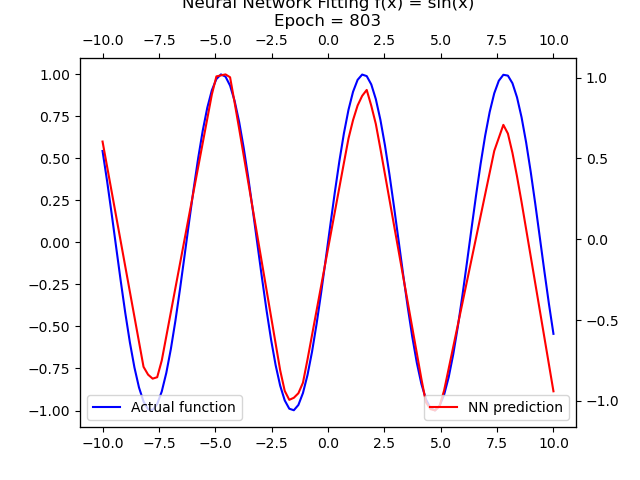 Neural Network Fitting f(x) = sin(x)
Epoch = 803
−10.0 −7.5 −5.0 −2.5 0.0 2.5 5.0 7.5 10.0
1.00
0.75
0.50
0.25
0.00
−0.25
−0.50
−0.75
−1.00
1.0
0.5
0.0
−0.5
−1.0
Actual function
NN prediction
−10.0 −7.5 −5.0 −2.5 0.0 2.5 5.0 7.5 10.0